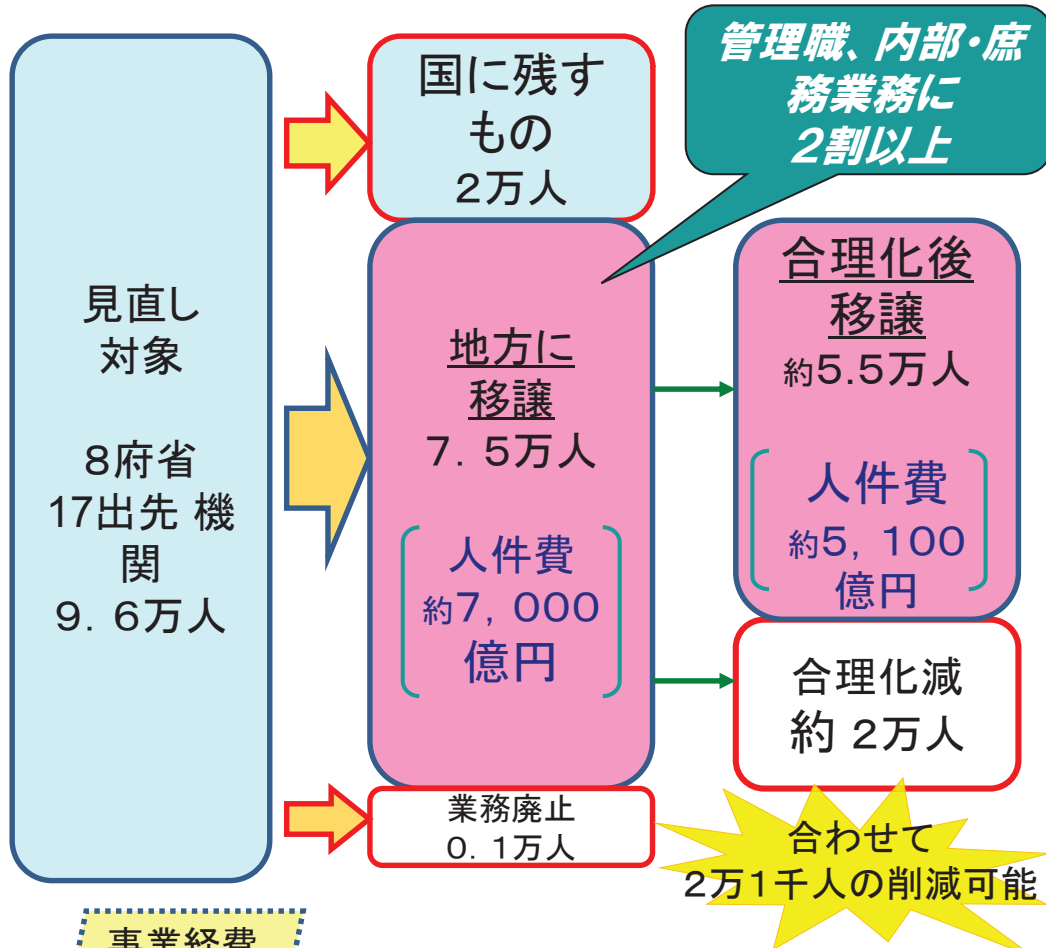 見直し
対象
8府省
17出先 機
関
9. 6万人
国に残す
もの
2万人
管理職、内部・庶
務業務に
2割以上
地方に
移譲
7. 5万人
人件費
約7, 000
億円
合理化後
移譲
約5.5万人
人件費
約5, 100
億円
合理化減
約 2万人
業務廃止
0. 1万人
合わせて
2万1千人の削減可能
事業経費